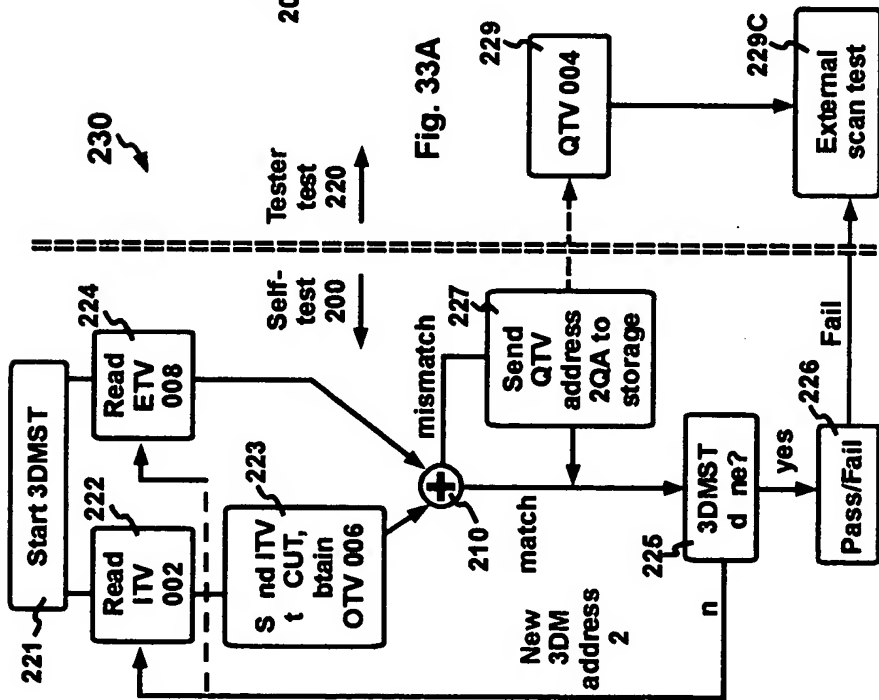 230
Start 3DMST
221
222
Read
ITV
002
224
Read
ETV
008
223
S nd ITV
t CUT,
btain
OTV 006
Self-
test
200
Tester
test
220
20
Fig. 33A
229
QTV 004
210
mismatch
match
227
Send
QTV
address
2QA to
storage
New
3DM
address
2
225
3DMST
d ne?
n
yes
226
Pass/Fail
Fail
229C
External
scan test